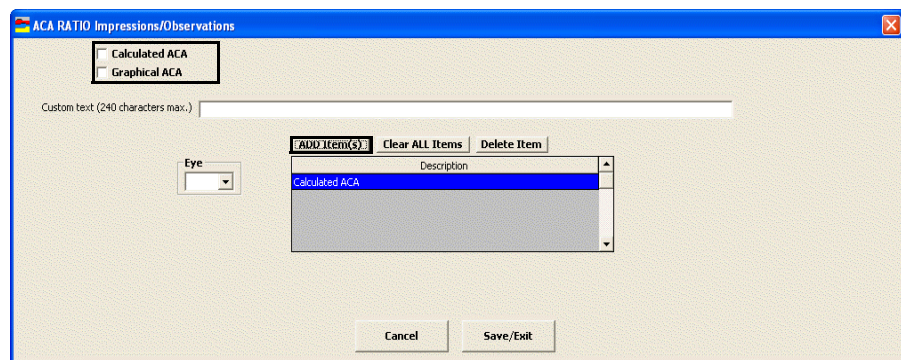 ACA RATIO Impressions/Observations
Calculated ACA
Graphical ACA
Custom text (240 characters max.)
ADD Item(s) Clear ALL Items Delete Item
Eye
Description
Calculated ACA
Cancel Save/Exit